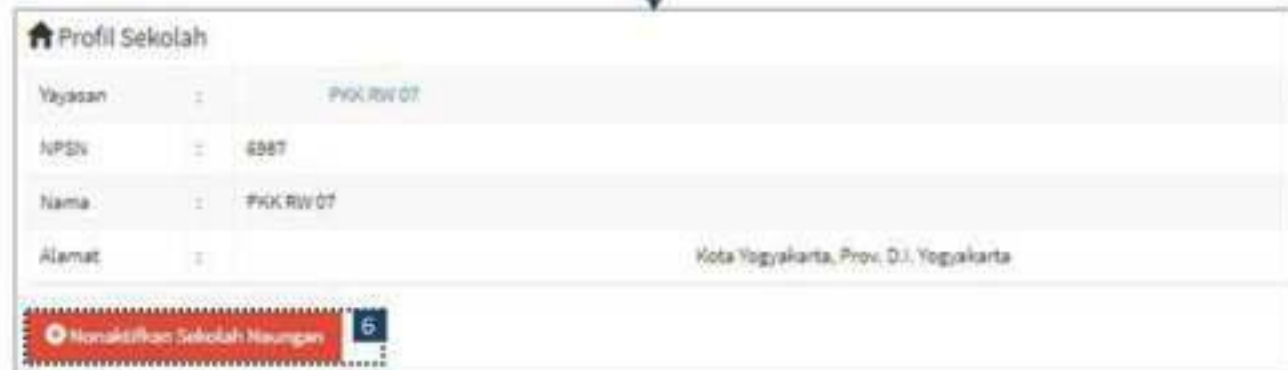 Profil Sekolah
Yayasan : PKK RW 07
NPSN : 6987
Nama : PKK RW 07
Alamat : Kota Yogyakarta, Prov. D.I. Yogyakarta
Nonaktifkan Sekolah Naungan 6